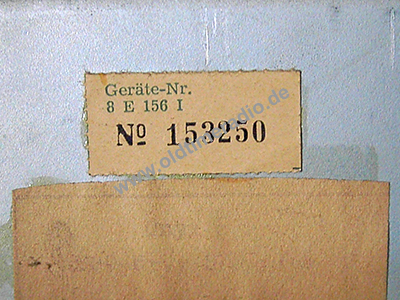 Geräte-Nr.
8 E 156 I
№ 153250
www.oldtimeradio.de